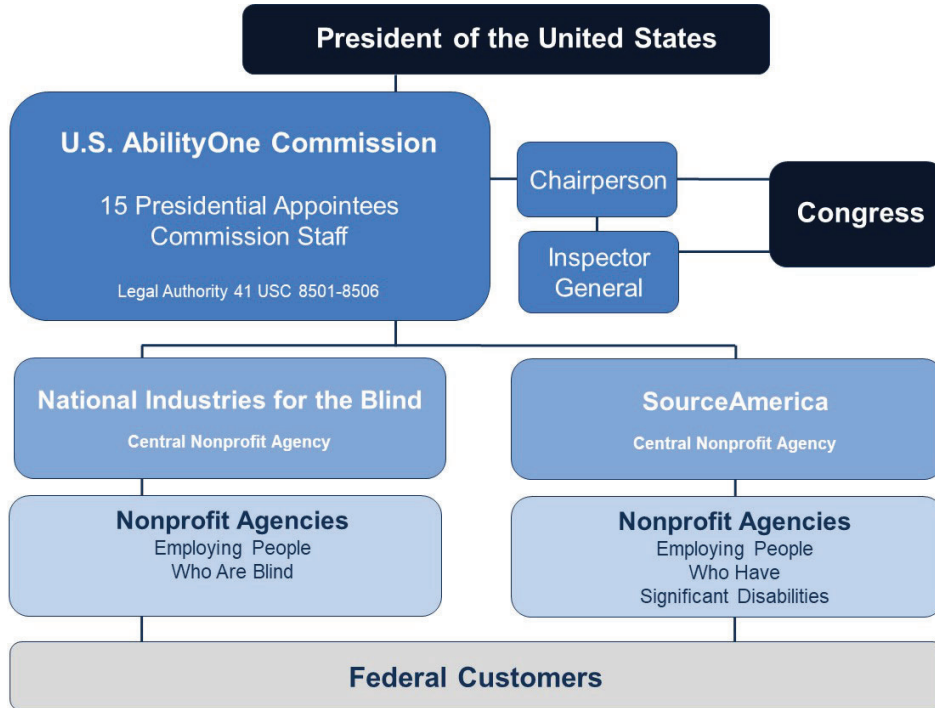 President of the United States
U.S. AbilityOne Commission
15 Presidential Appointees
Commission Staff
Legal Authority 41 USC 8501-8506
Chairperson
Inspector
General
Congress
National Industries for the Blind
Central Nonprofit Agency
SourceAmerica
Central Nonprofit Agency
Nonprofit Agencies
Employing People
Who Are Blind
Nonprofit Agencies
Employing People
Who Have
Significant Disabilities
Federal Customers